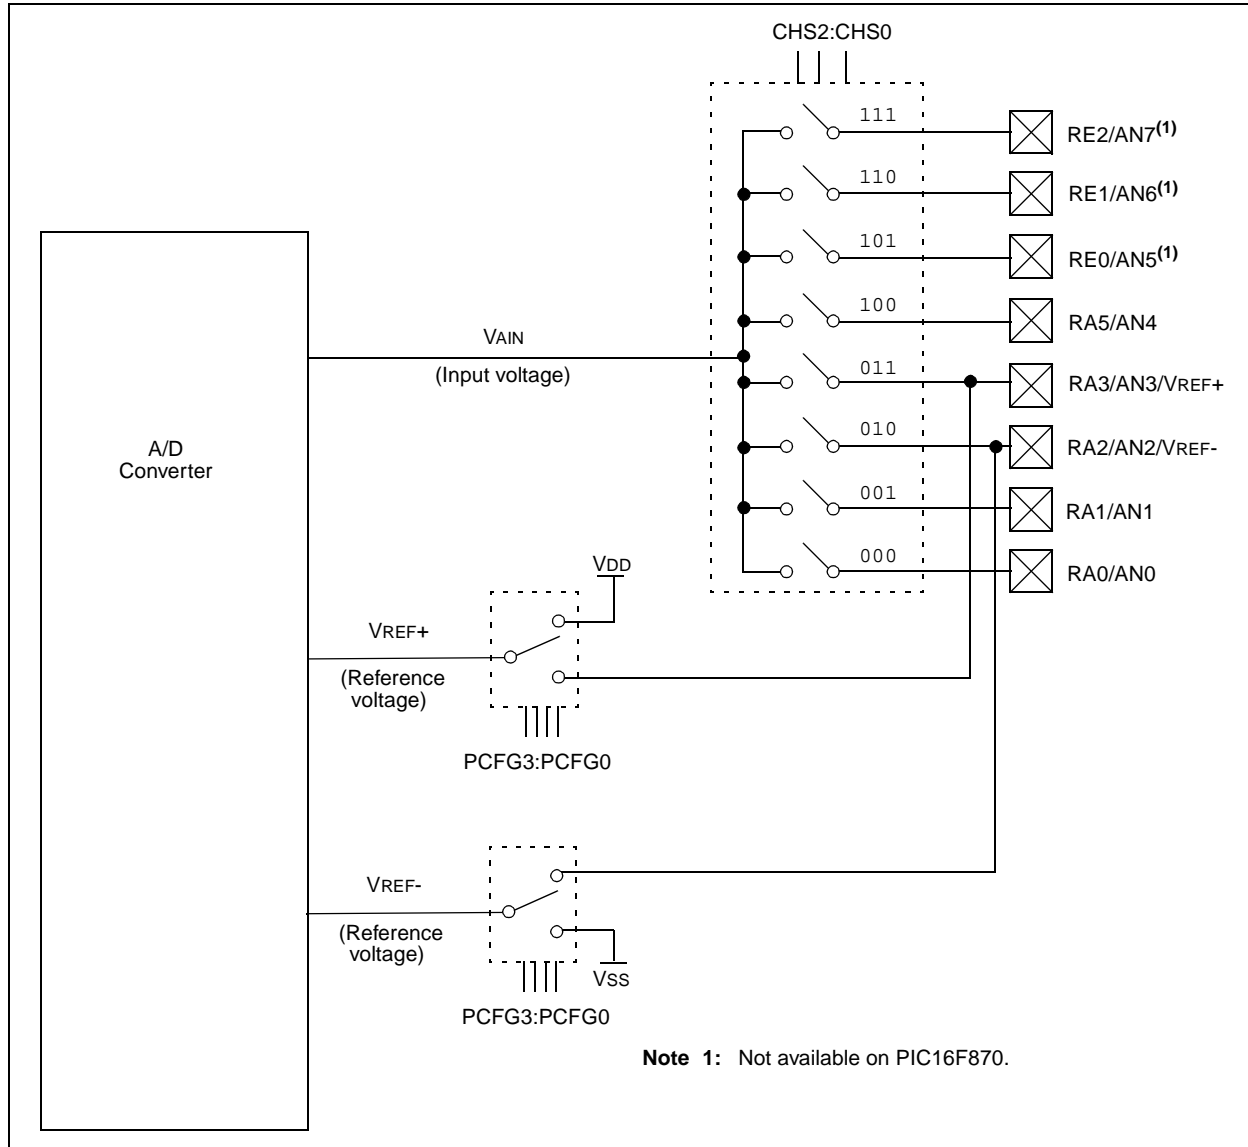 CHS2:CHS0
111
RE2/AN7(1)
110
RE1/AN6(1)
101
RE0/AN5(1)
100
RA5/AN4
VAIN
(Input voltage)
011
RA3/AN3/VREF+
010
RA2/AN2/VREF-
A/D
Converter
001
RA1/AN1
000
RA0/AN0
VDD
VREF+
(Reference
voltage)
PCFG3:PCFG0
VREF-
(Reference
voltage)
VSS
PCFG3:PCFG0
Note 1: Not available on PIC16F870.